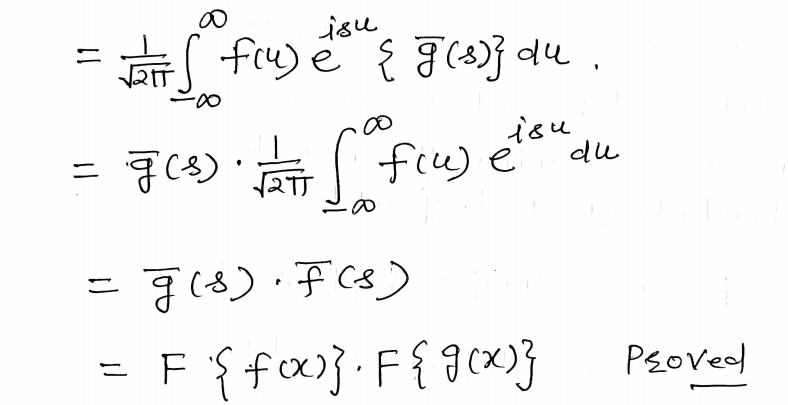 = 1/√2π ∫_{-∞}^{∞} f(u) e^{isu} { g̅(s)} du .
= g̅(s) · 1/√2π ∫_{-∞}^{∞} f(u) e^{isu} du
= g̅(s) · f̅(s)
= F {f(x)} · F{ g(x)} Proved